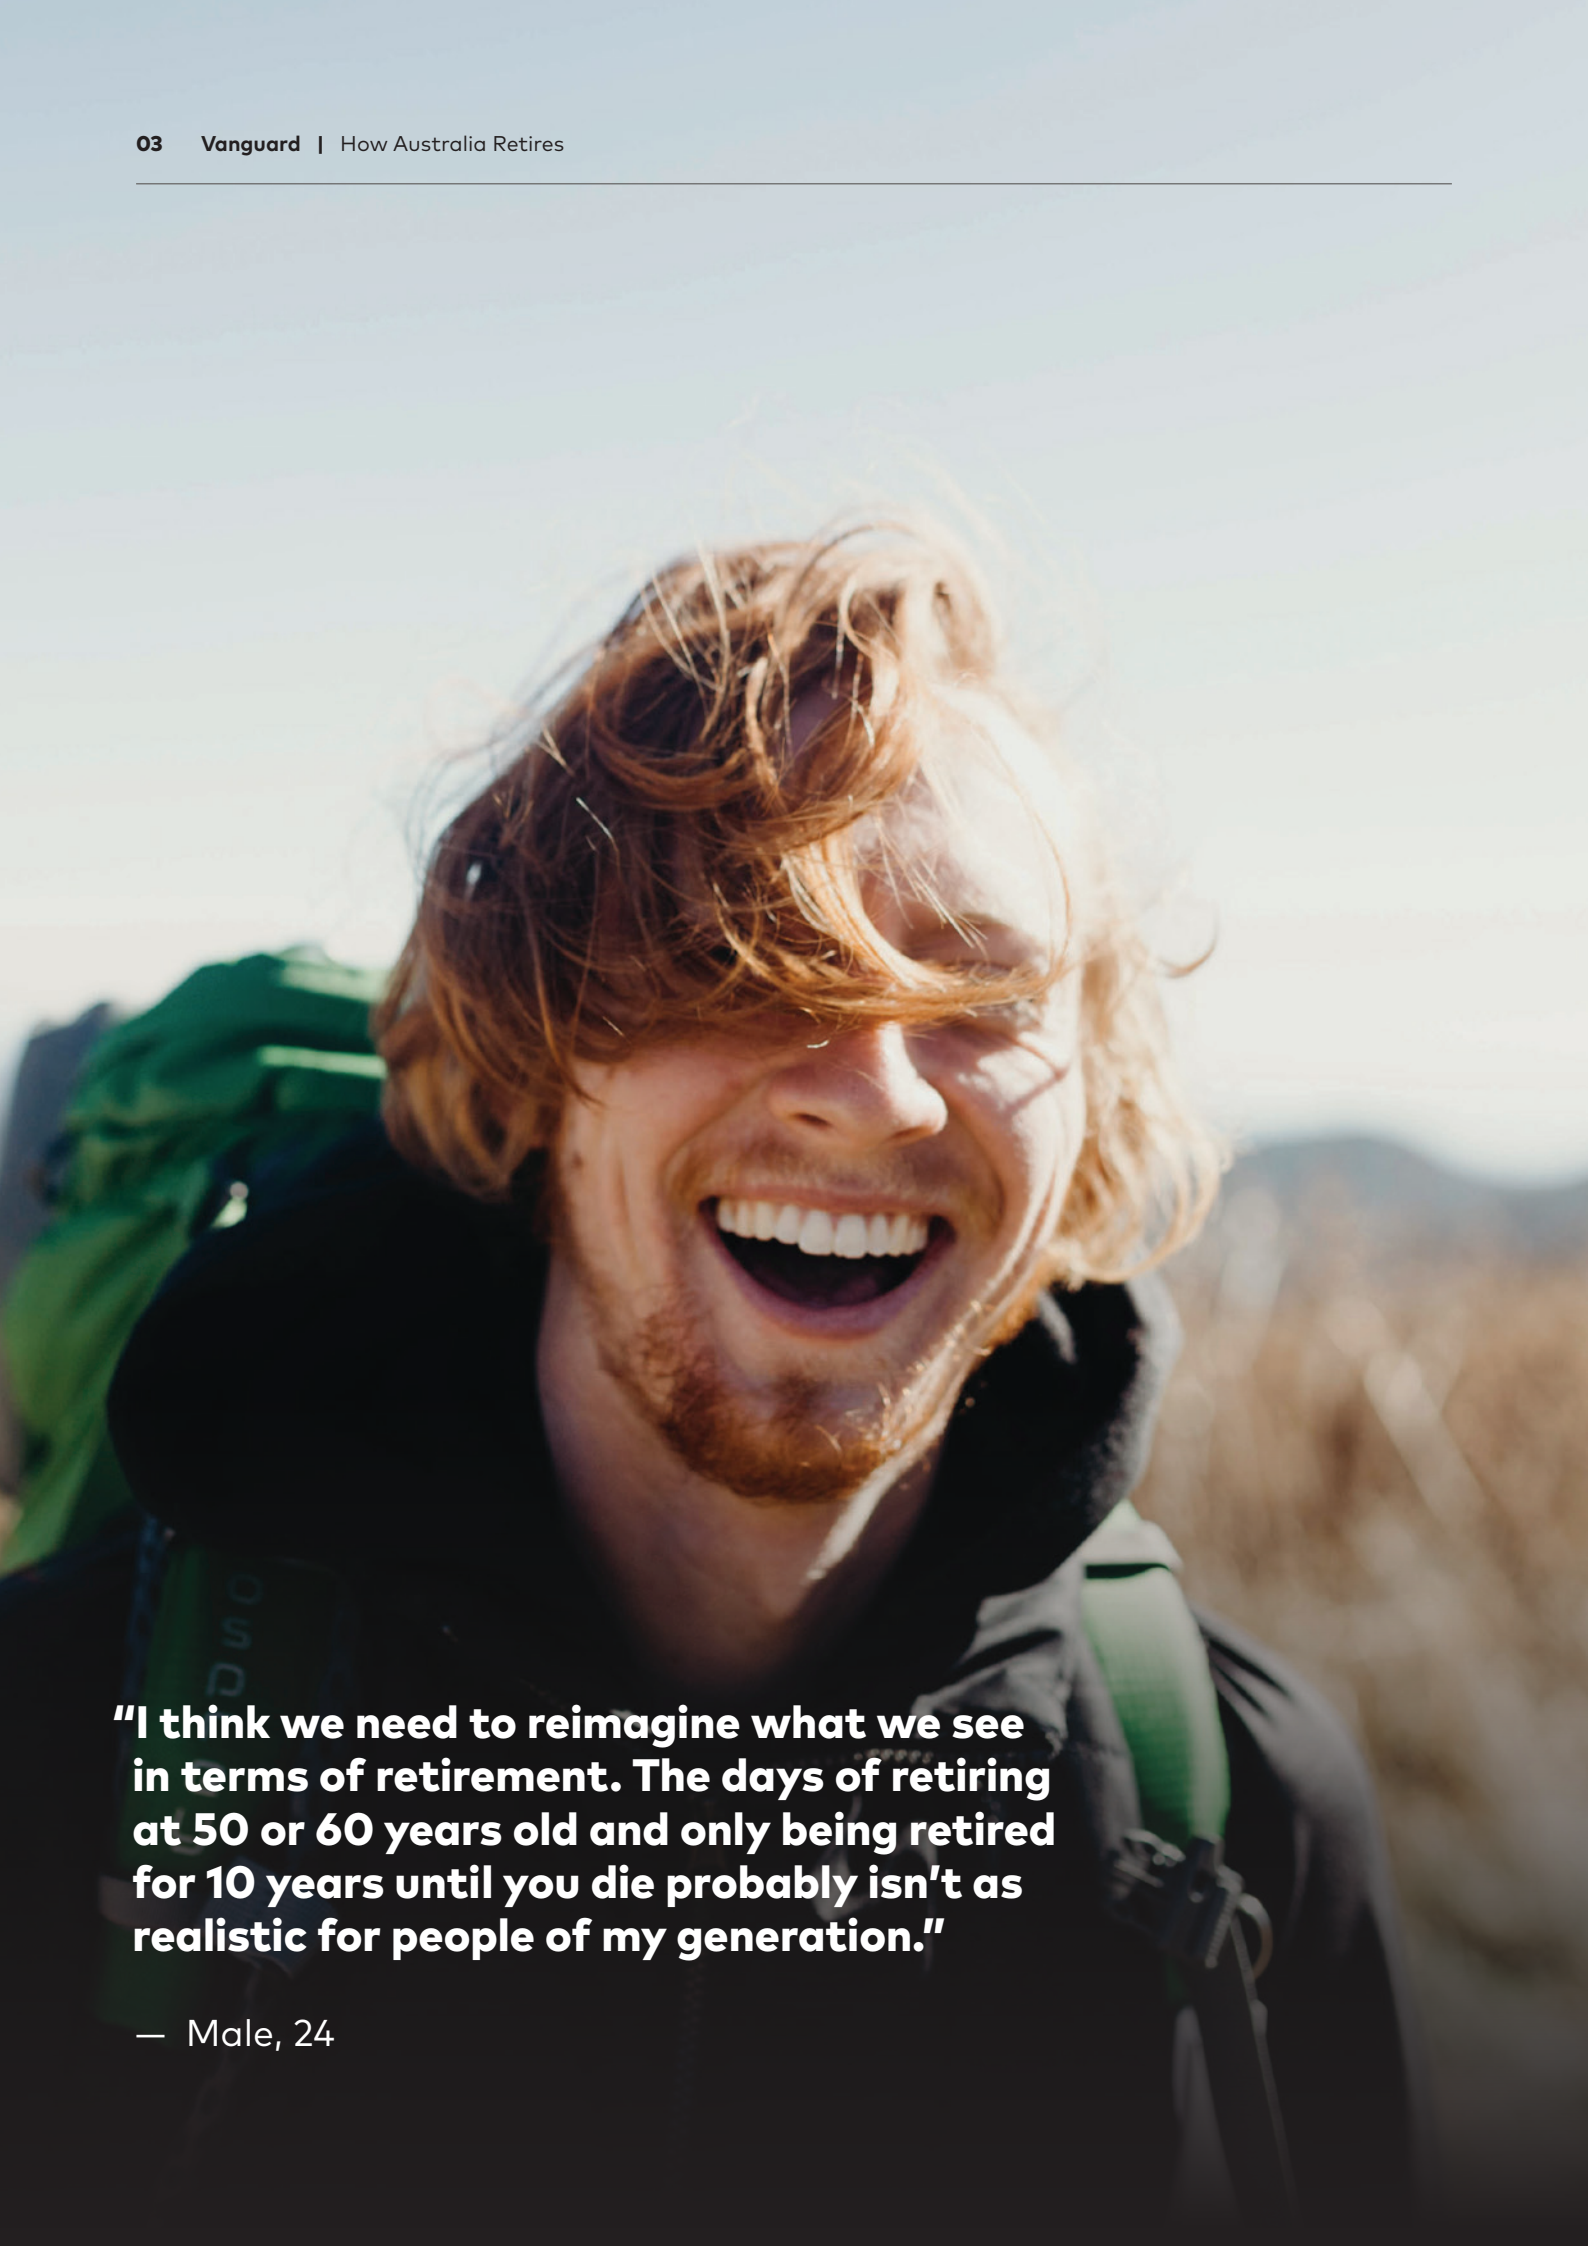 03 Vanguard | How Australia Retires
“I think we need to reimagine what we see
in terms of retirement. The days of retiring
at 50 or 60 years old and only being retired
for 10 years until you die probably isn’t as
realistic for people of my generation.”
— Male, 24